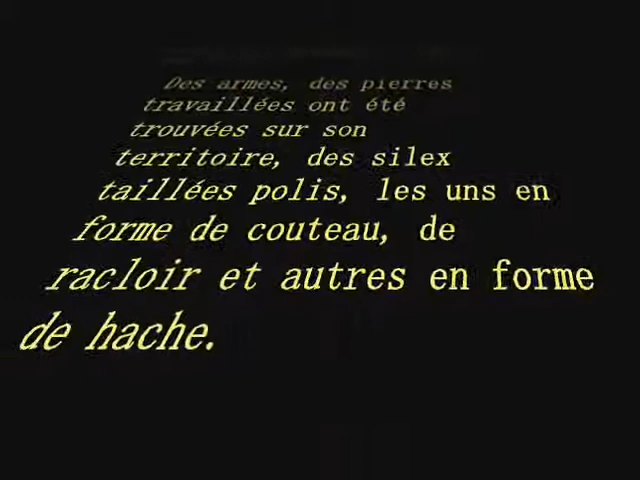 Des armes, des pierres
travaillées ont été
trouvées sur son
territoire, des silex
taillées polis, les uns en
forme de couteau, de
racloir et autres en forme
de hache.